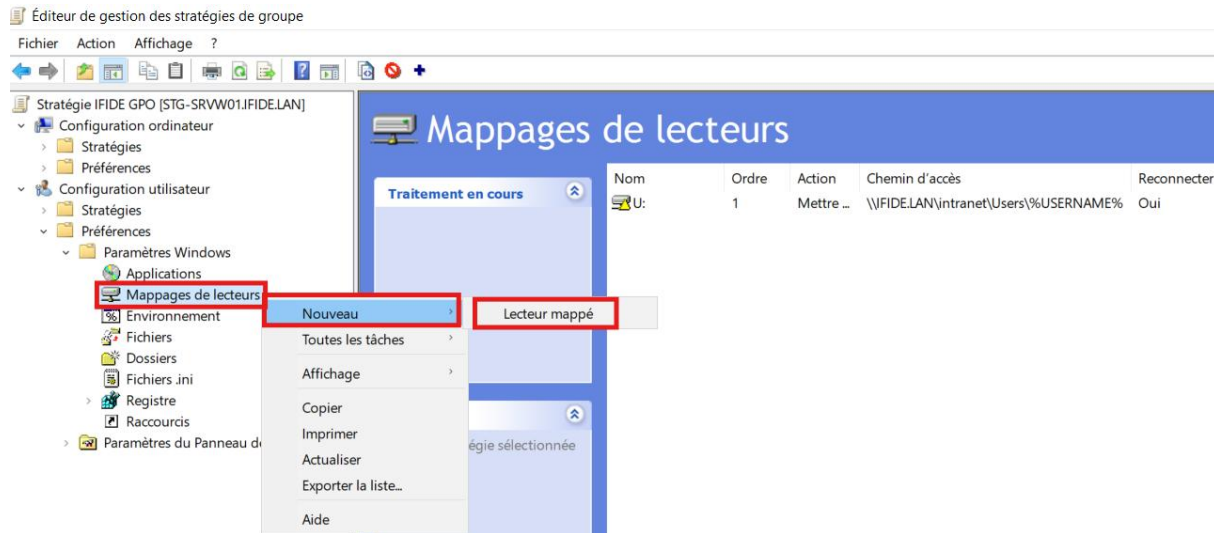 Éditeur de gestion des stratégies de groupe
Fichier Action Affichage ?
Stratégie IFIDE GPO [STG-SRVW01.IFIDE.LAN]
Configuration ordinateur
Stratégies
Préférences
Configuration utilisateur
Stratégies
Préférences
Paramètres Windows
Applications
Mappages de lecteurs
Environnement
Fichiers
Dossiers
Fichiers .ini
Registre
Raccourcis
Paramètres du Panneau de
Nouveau
Toutes les tâches
Affichage
Copier
Imprimer
Actualiser
Exporter la liste...
Aide
Lecteur mappé
Mappages de lecteurs
Traitement en cours
égie sélectionnée
Nom Ordre Action Chemin d'accès Reconnecter
U: 1 Mettre ... \\IFIDE.LAN\intranet\Users\%USERNAME% Oui